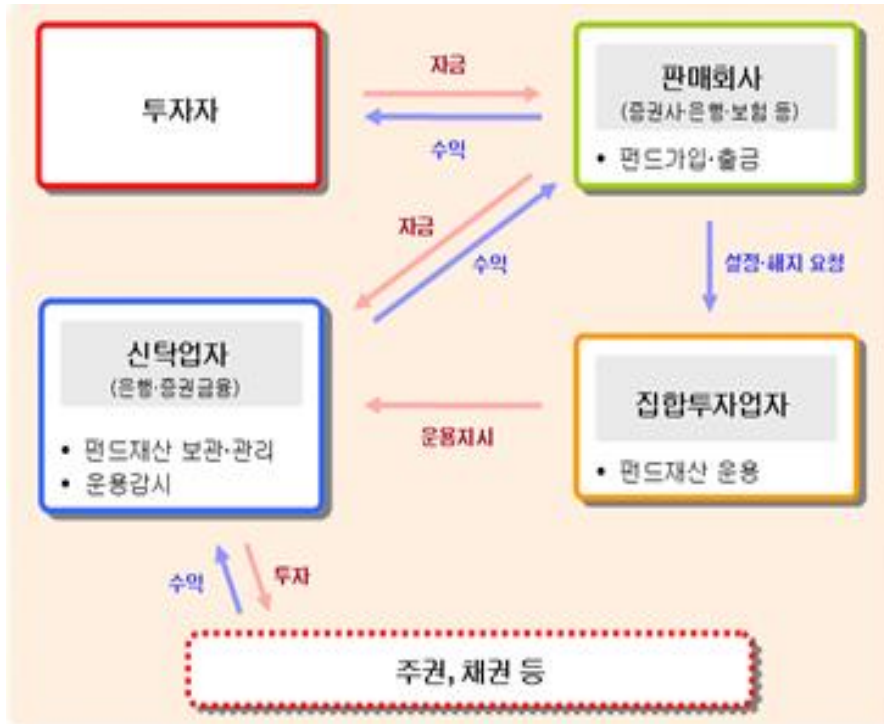 투자자
자금
수익
판매회사
(증권사·은행·보험 등)
• 펀드가입·출금
자금
수익
설정·해지 요청
신탁업자
(은행·증권금융)
• 펀드재산 보관·관리
• 운용감시
운용지시
집합투자업자
• 펀드재산 운용
수익
투자
주권, 채권 등